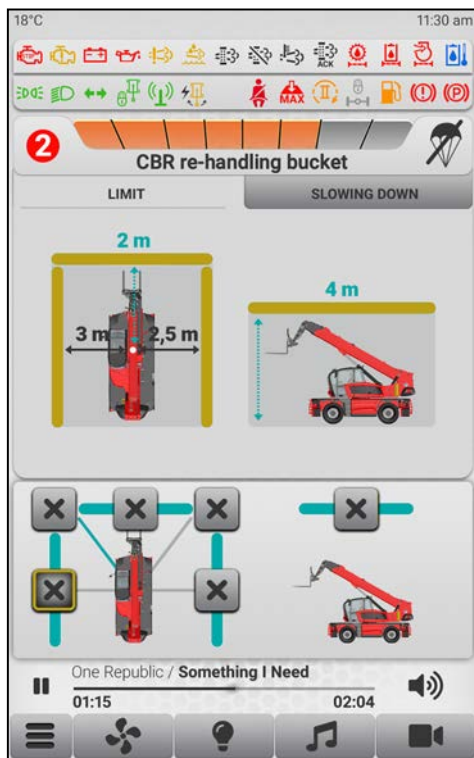 18°C 11:30 am
STOP
ACK
MAX
2
CBR re-handling bucket
LIMIT SLOWING DOWN
2 m
4 m
3 m 2,5 m
One Republic / Something I Need
01:15 02:04